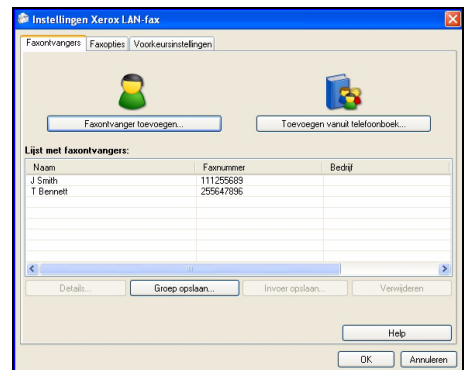 Instellingen Xerox LAN-fax
Faxontvangers Faxopties Voorkeursinstellingen
Faxontvanger toevoegen... Toevoegen vanuit telefoonboek...
Lijst met faxontvangers:
Naam Faxnummer Bedrijf
J Smith 111255689
T Bennett 255647896
Details... Groep opslaan... Invoer opslaan... Verwijderen
Help
OK Annuleren